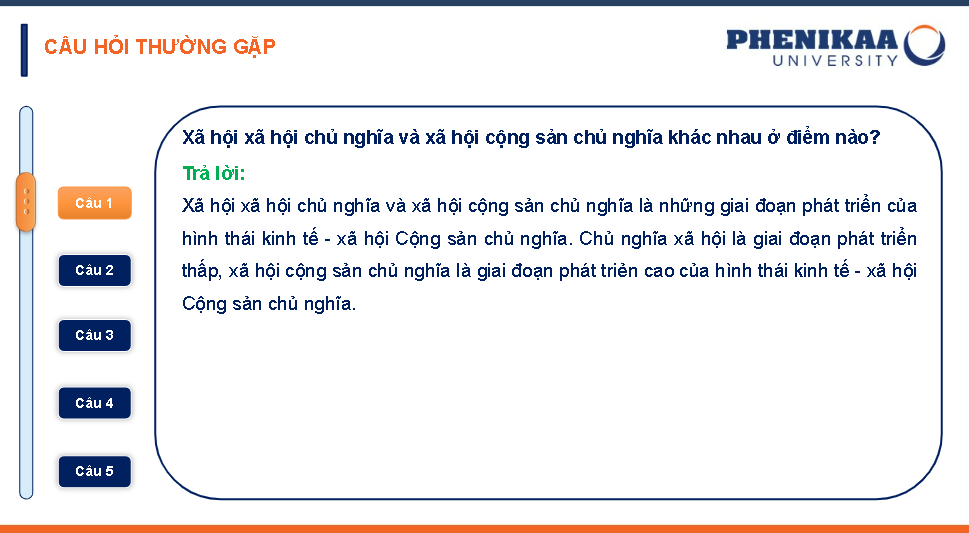 CÂU HỎI THƯỜNG GẶP
PHENIKAA
UNIVERSITY
Xã hội xã hội chủ nghĩa và xã hội cộng sản chủ nghĩa khác nhau ở điểm nào?
Trả lời:
Xã hội xã hội chủ nghĩa và xã hội cộng sản chủ nghĩa là những giai đoạn phát triển của
hình thái kinh tế - xã hội Cộng sản chủ nghĩa. Chủ nghĩa xã hội là giai đoạn phát triển
thấp, xã hội cộng sản chủ nghĩa là giai đoạn phát triẻn cao của hình thái kinh tế - xã hội
Cộng sản chủ nghĩa.
Câu 1
Câu 2
Câu 3
Câu 4
Câu 5